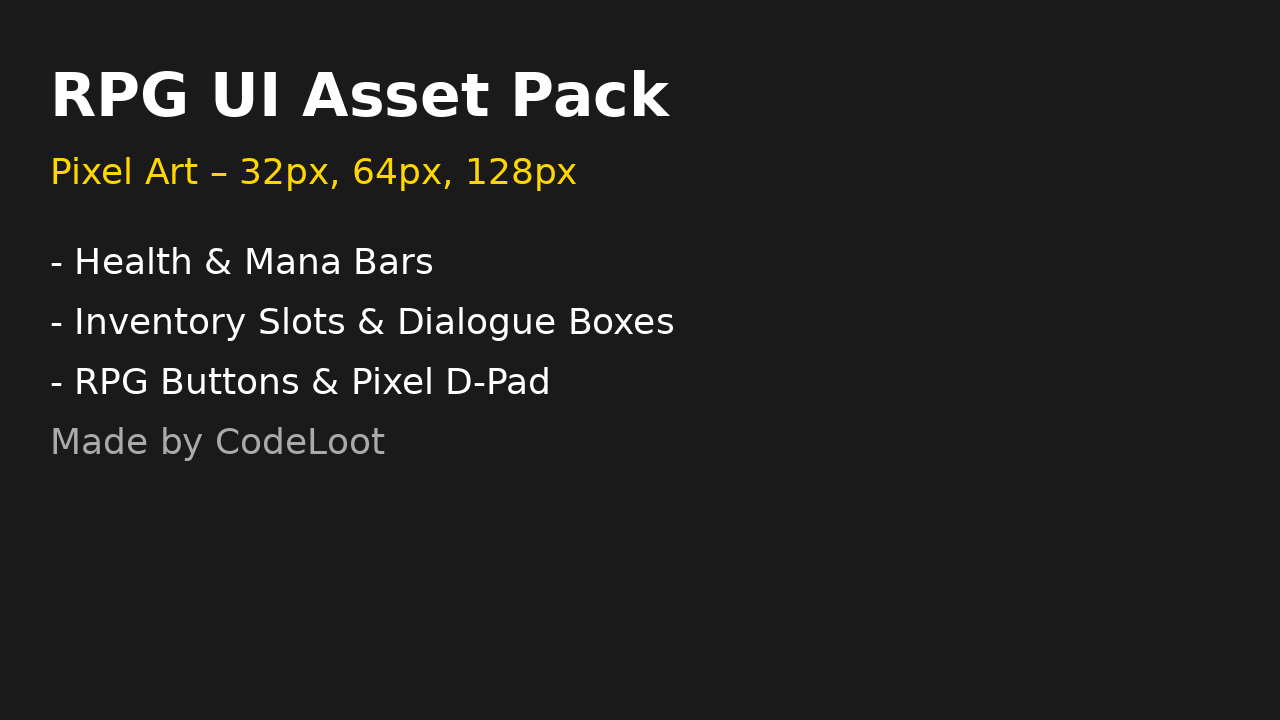 RPG UI Asset Pack
Pixel Art – 32px, 64px, 128px
- Health & Mana Bars
- Inventory Slots & Dialogue Boxes
- RPG Buttons & Pixel D-Pad
Made by CodeLoot